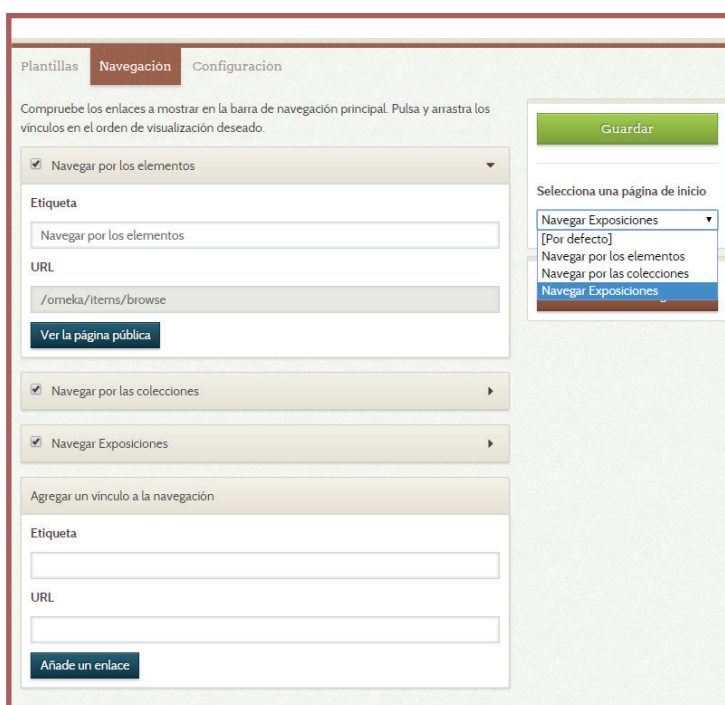 Plantillas
Navegación
Configuración
Compruebe los enlaces a mostrar en la barra de navegación principal. Pulsa y arrastra los
vínculos en el orden de visualización deseado.
Navegar por los elementos
Etiqueta
Navegar por los elementos
URL
/omeka/items/browse
Ver la página pública
Navegar por las colecciones
Navegar Exposiciones
Agregar un vínculo a la navegación
Etiqueta
URL
Añade un enlace
Guardar
Selecciona una página de inicio
Navegar Exposiciones
[Por defecto]
Navegar por los elementos
Navegar por las colecciones
Navegar Exposiciones